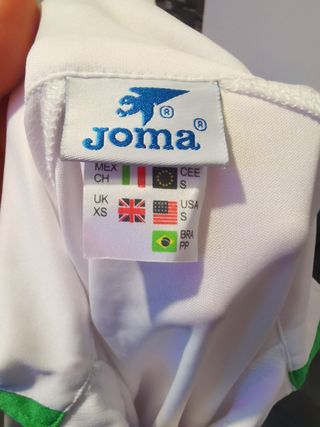 ®
Joma®
MEX CEE
CH S
UK USA
XS S
BRA
PP